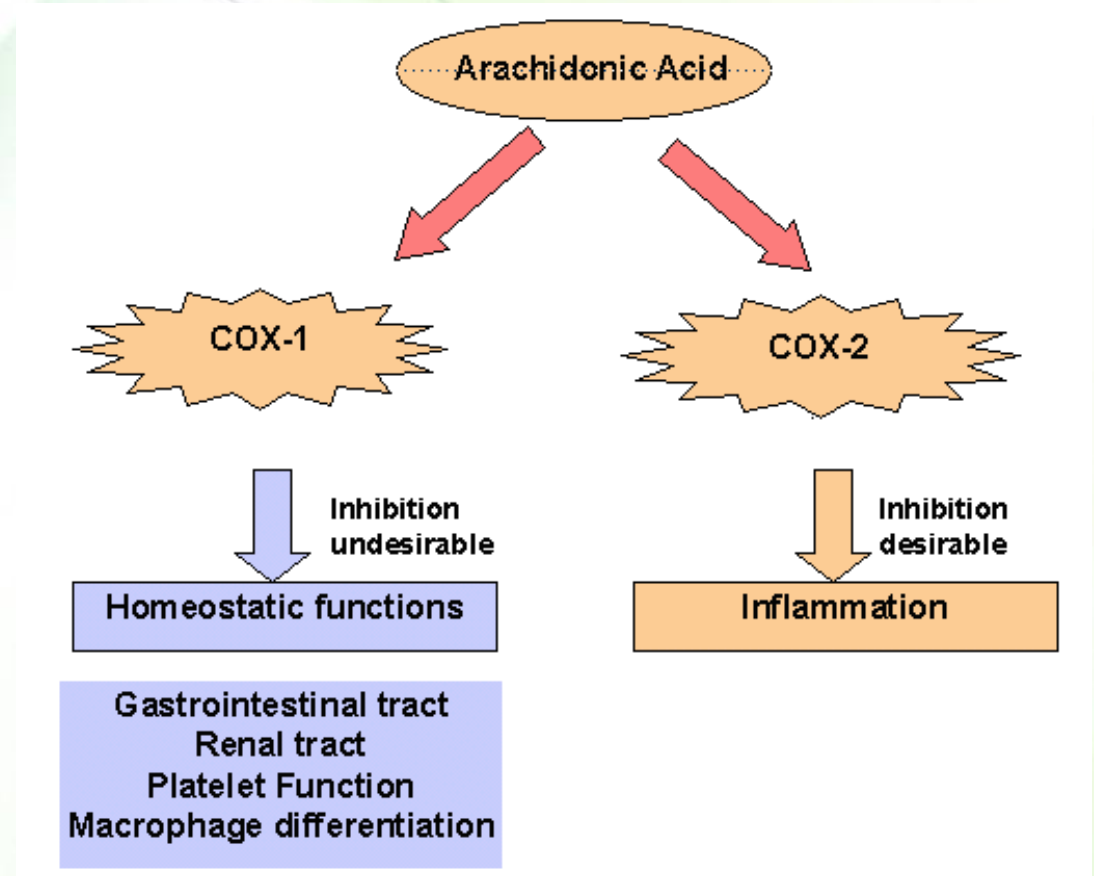 Arachidonic Acid
COX-1
COX-2
Inhibition
undesirable
Inhibition
desirable
Homeostatic functions
Inflammation
Gastrointestinal tract
Renal tract
Platelet Function
Macrophage differentiation